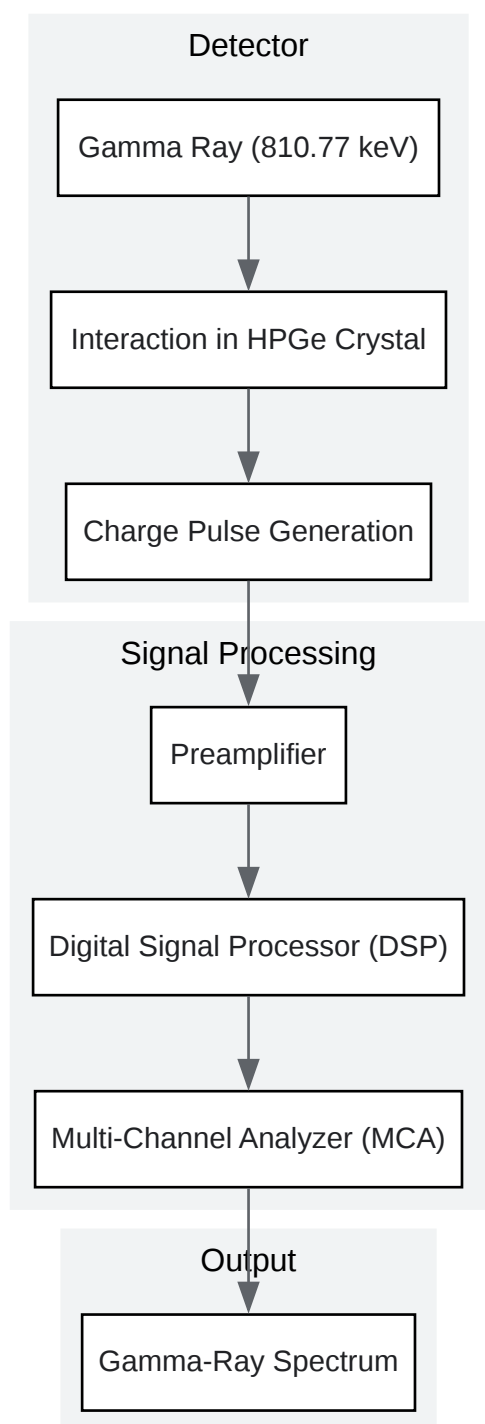 Detector
Gamma Ray (810.77 keV)
Interaction in HPGe Crystal
Charge Pulse Generation
Signal Processing
Preamplifier
Digital Signal Processor (DSP)
Multi-Channel Analyzer (MCA)
Output
Gamma-Ray Spectrum